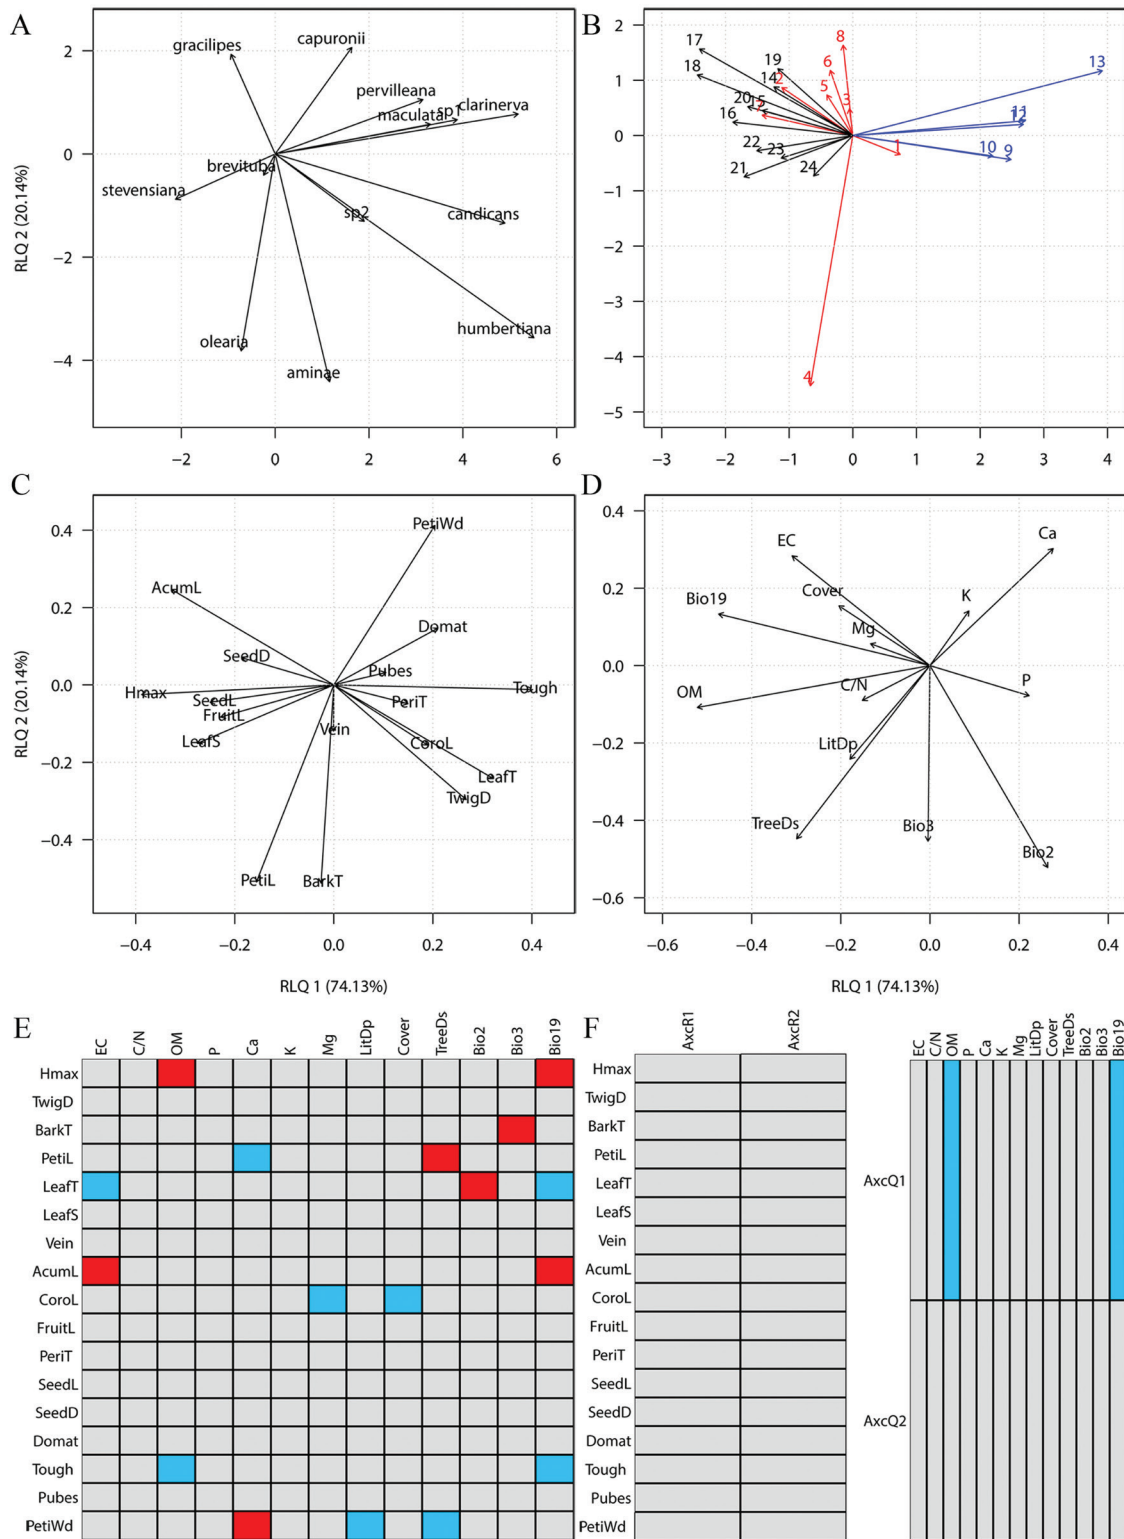 A
gracilipes
capuronii
pervilleana
maculata
sp1
clarinerva
brevituba
stevensiana
sp2
candicans
olearia
aminae
humbertiana
RLQ 2 (20.14%)
2
0
−2
−4
−2 0 2 4 6
B
17
18
19
14
2
20
15
7
16
22
23
21
24
8
6
5
3
1
4
13
11
12
10
9
2
1
0
−1
−2
−3
−4
−5
−3 −2 −1 0 1 2 3 4
C
PetiWd
AcumL
Domat
SeedD
Pubes
Hmax
Tough
SeedL
PeriT
FruitL
Vein
LeafS
CoroL
LeafT
TwigD
PetiL
BarkT
RLQ 2 (20.14%)
0.4
0.2
0.0
−0.2
−0.4
−0.4 −0.2 0.0 0.2 0.4
RLQ 1 (74.13%)
D
EC
Ca
Cover
K
Bio19
Mg
C/N
P
OM
LitDp
TreeDs
Bio3
Bio2
0.4
0.2
0.0
−0.2
−0.4
−0.6
−0.6 −0.4 −0.2 0.0 0.2 0.4
RLQ 1 (74.13%)
E
EC C/N OM P Ca K Mg LitDp Cover TreeDs Bio2 Bio3 Bio19
Hmax
TwigD
BarkT
PetiL
LeafT
LeafS
Vein
AcumL
CoroL
FruitL
PeriT
SeedL
SeedD
Domat
Tough
Pubes
PetiWd
F
AxcR1 AxcR2
Hmax
TwigD
BarkT
PetiL
LeafT
LeafS
Vein
AcumL
CoroL
FruitL
PeriT
SeedL
SeedD
Domat
Tough
Pubes
PetiWd
EC C/N OM P Ca K Mg LitDp Cover TreeDs Bio2 Bio3 Bio19
AxcQ1
AxcQ2